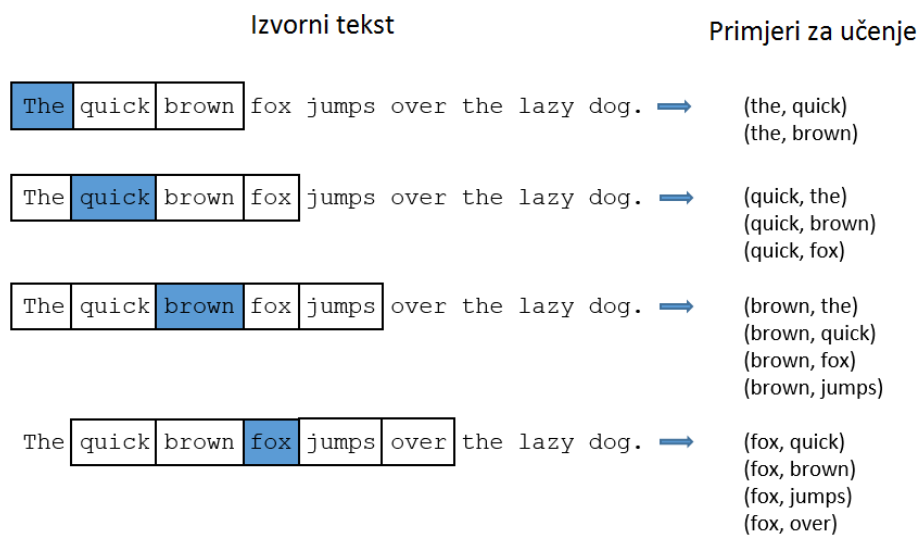 Izvorni tekst
Primjeri za učenje
The quick brown fox jumps over the lazy dog.
(the, quick)
(the, brown)
The quick brown fox jumps over the lazy dog.
(quick, the)
(quick, brown)
(quick, fox)
The quick brown fox jumps over the lazy dog.
(brown, the)
(brown, quick)
(brown, fox)
(brown, jumps)
The quick brown fox jumps over the lazy dog.
(fox, quick)
(fox, brown)
(fox, jumps)
(fox, over)